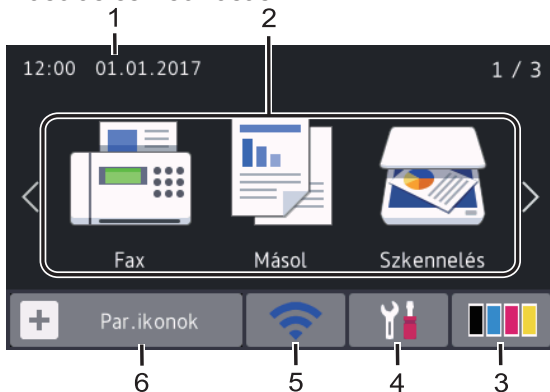 1 2
12:00 01.01.2017 1 / 3
Fax Másol Szkennelés
+ Par.ikonok
6 5 4 3